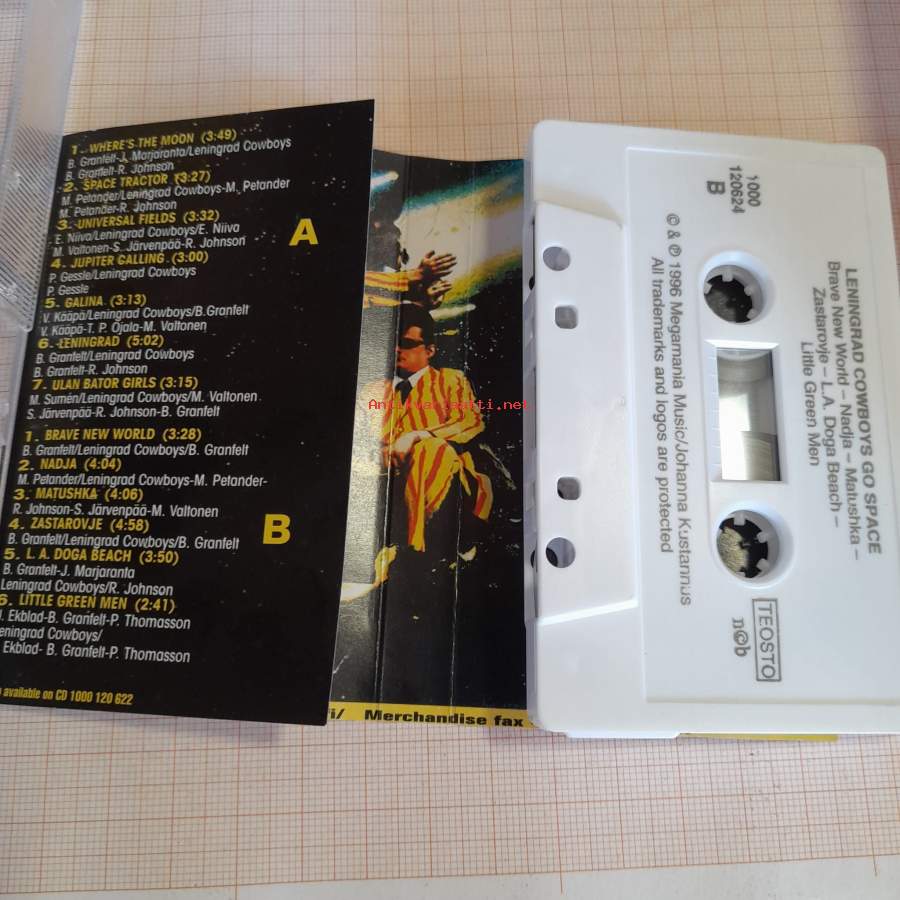 1. WHERE'S THE MOON (3:49)
B. Granfelt-J. Marjaranta/Leningrad Cowboys
B. Granfelt-R. Johnson
2. SPACE TRACTOR (3:27)
M. Petander/Leningrad Cowboys-M. Petander
M. Petander-R. Johnson
3. UNIVERSAL FIELDS (3:32)
E. Niiva/Leningrad Cowboys/E. Niiva
M. Valtonen-S. Järvenpää-R. Johnson
4. JUPITER CALLING (3:00)
P. Gessle/Leningrad Cowboys
P. Gessle
5. GALINA (3:13)
V. Kääpä/Leningrad Cowboys/B.Granfelt
V. Kääpä-T. P. Ojala-M. Valtonen
6. LENINGRAD (5:02)
B. Granfelt/Leningrad Cowboys
B. Granfelt-R. Johnson
7. ULAN BATOR GIRLS (3:15)
M. Sumén/Leningrad Cowboys/M. Valtonen
S. Järvenpää-R. Johnson-B. Granfelt
A
1. BRAVE NEW WORLD (3:28)
B. Granfelt/Leningrad Cowboys/B. Granfelt
2. NADJA (4:04)
M. Petander/Leningrad Cowboys-M. Petander-
3. MATUSHKA (4:06)
R. Johnson-S. Järvenpää-M. Valtonen
4. ZASTAROVJE (4:58)
B. Granfelt/Leningrad Cowboys/B. Granfelt
5. L.A. DOGA BEACH (3:50)
B. Granfelt-J. Marjaranta
Leningrad Cowboys/R. Johnson
6. LITTLE GREEN MEN (2:41)
Ekblad-B. Granfelt-P. Thomasson
eningrad Cowboys/
Ekblad- B. Granfelt-P. Thomasson
B
available on CD 1000 120 622
Antikvariaatti.net
fi/ Merchandise fax
1000
120624
B
LENINGRAD COWBOYS GO SPACE
Brave New World – Nadja – Matushka –
Zastarovje – L.A. Doga Beach –
Little Green Men
© & ℗ 1996 Megamania Music/Johanna Kustannus
All trademarks and logos are protected
TEOSTO
n©b